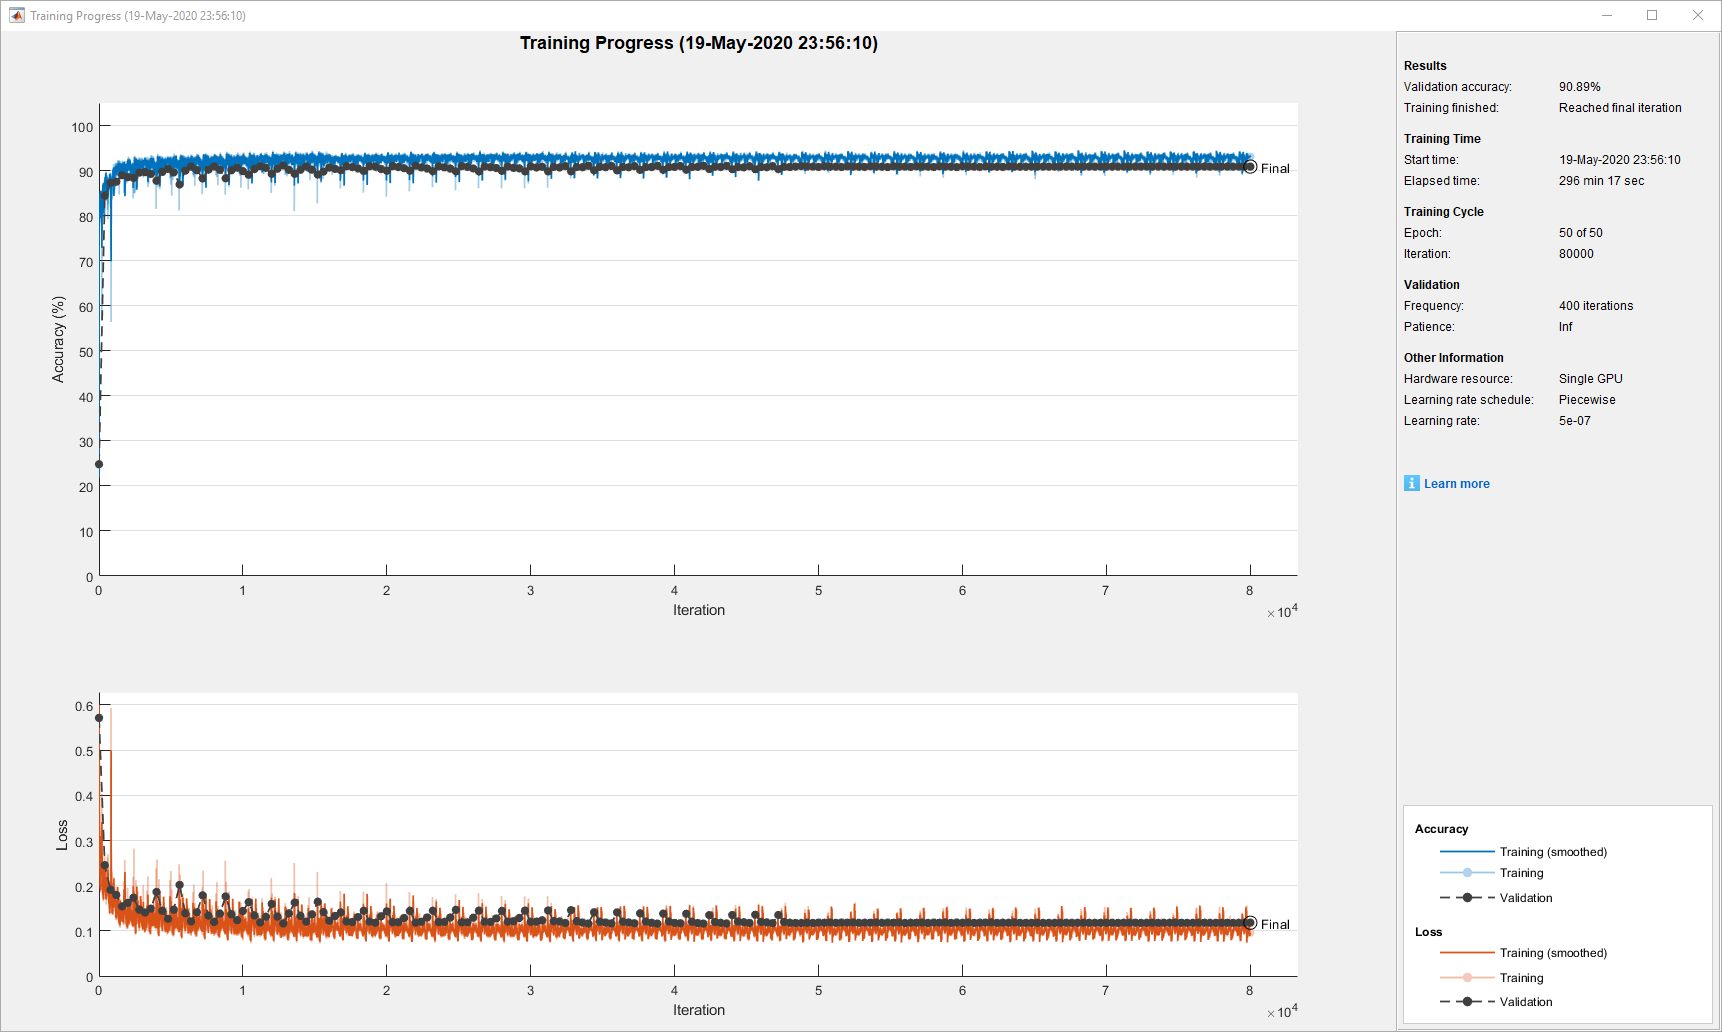 Training Progress (19-May-2020 23:56:10)
Training Progress (19-May-2020 23:56:10)
100
90
80
70
60
50
40
30
20
10
0
Accuracy (%)
Final
0 1 2 3 4 5 6 7 8
Iteration
×10^4
0.6
0.5
0.4
0.3
0.2
0.1
0
Loss
Final
0 1 2 3 4 5 6 7 8
Iteration
×10^4
Results
Validation accuracy: 90.89%
Training finished: Reached final iteration
Training Time
Start time: 19-May-2020 23:56:10
Elapsed time: 296 min 17 sec
Training Cycle
Epoch: 50 of 50
Iteration: 80000
Validation
Frequency: 400 iterations
Patience: Inf
Other Information
Hardware resource: Single GPU
Learning rate schedule: Piecewise
Learning rate: 5e-07
i Learn more
Accuracy
Training (smoothed)
Training
Validation
Loss
Training (smoothed)
Training
Validation